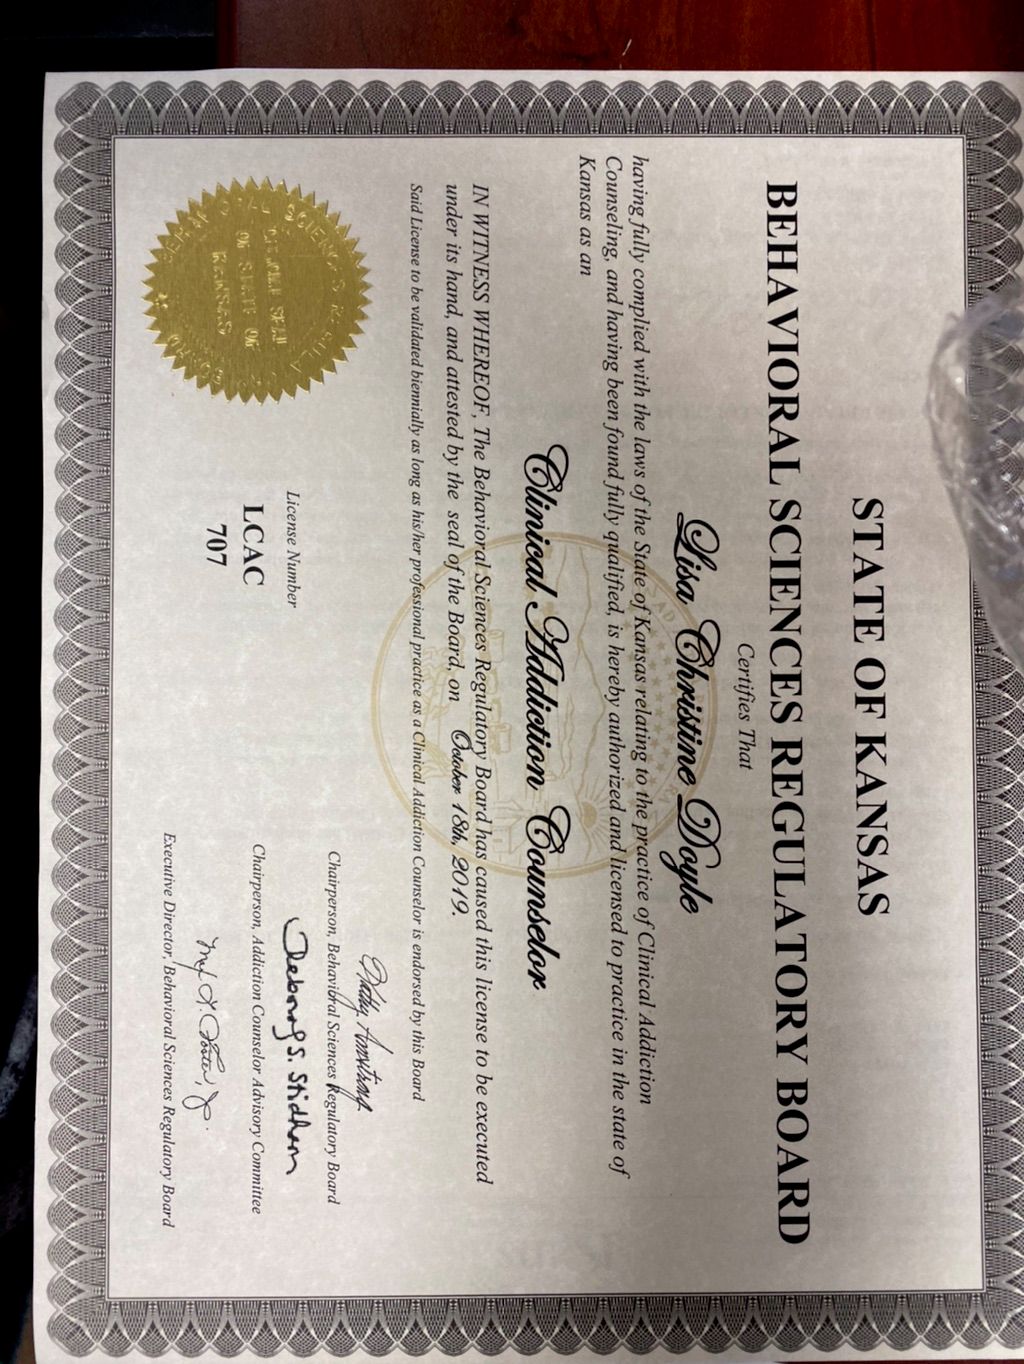 STATE OF KANSAS
BEHAVIORAL SCIENCES REGULATORY BOARD
Certifies That
Lisa Christine Doyle
having fully complied with the laws of the State of Kansas relating to the practice of Clinical Addiction
Counseling, and having been found fully qualified, is hereby authorized and licensed to practice in the state of
Kansas as an
Clinical Addiction Counselor
IN WITNESS WHEREOF, The Behavioral Sciences Regulatory Board has caused this license to be executed
under its hand, and attested by the seal of the Board, on October 18th, 2019.
Said License to be validated biennially as long as his/her professional practice as a Clinical Addiction Counselor is endorsed by this Board
License Number
LCAC
707
Chairperson, Behavioral Sciences Regulatory Board
Deborah S. Stidham
Chairperson, Addiction Counselor Advisory Committee
Executive Director, Behavioral Sciences Regulatory Board
OFFICIAL SEAL
OF STATE OF
KANSAS